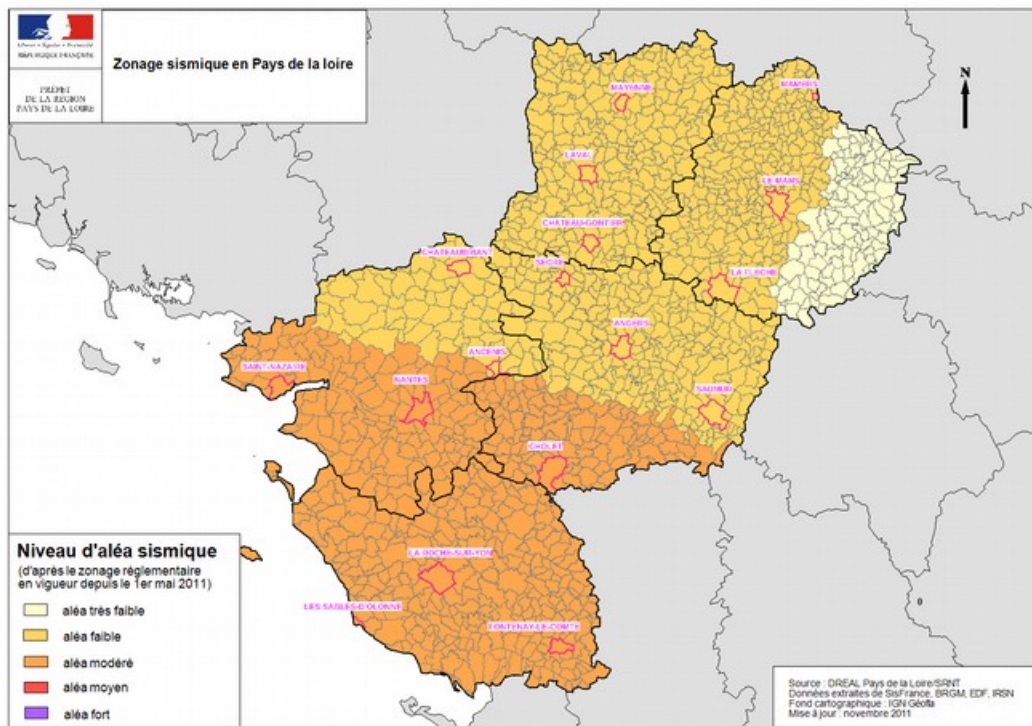 Liberté • Égalité • Fraternité
RÉPUBLIQUE FRANÇAISE
PRÉFET
DE LA RÉGION
PAYS DE LA LOIRE
Zonage sismique en Pays de la loire
N
MAYENNE
MAMERS
LAVAL
LE MANS
CHATEAU-GONTIER
CHATEAUBRIANT
SEGRE
LA FLECHE
ANGERS
ANCENIS
SAINT-NAZAIRE
NANTES
SAUMUR
CHOLET
LA ROCHE-SUR-YON
LES SABLES-D'OLONNE
FONTENAY-LE-COMTE
0
Niveau d'aléa sismique
(d'après le zonage réglementaire
en vigueur depuis le 1er mai 2011)
aléa très faible
aléa faible
aléa modéré
aléa moyen
aléa fort
Source : DREAL Pays de la Loire/SRNT
Données extraites de SisFrance, BRGM, EDF, IRSN
Fond cartographique : IGN Géofla
Mise à jour : novembre 2011